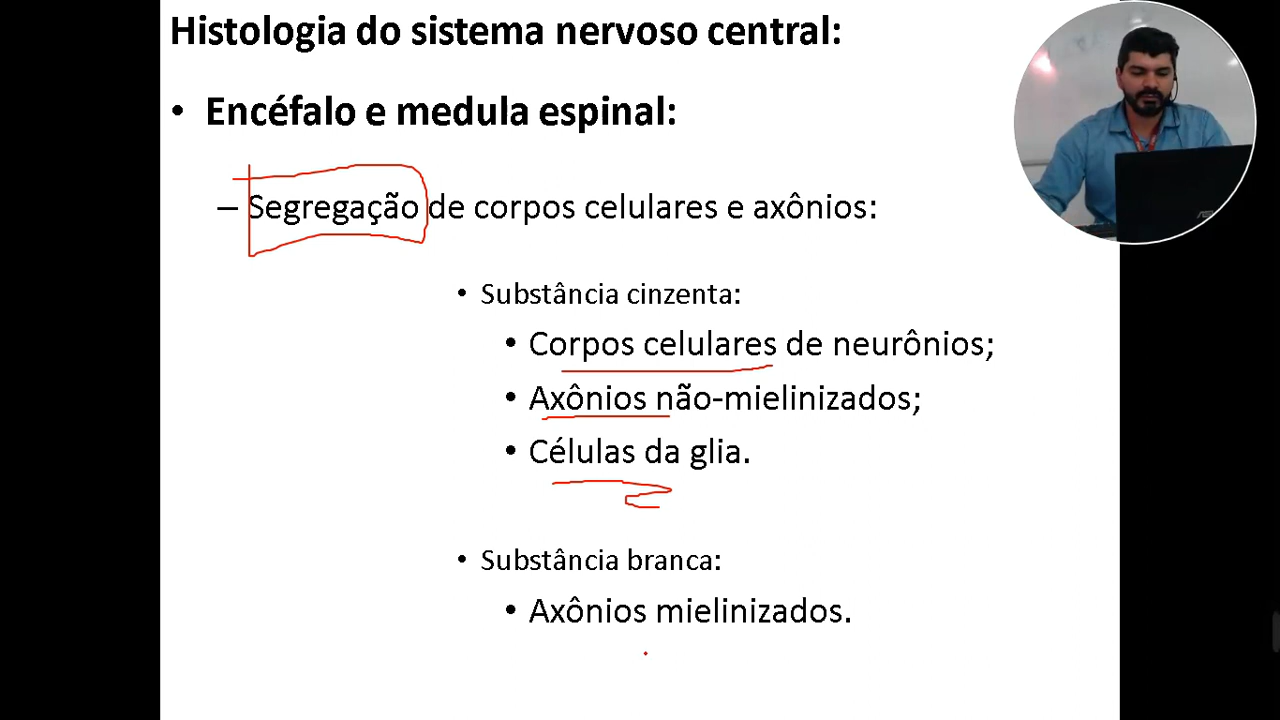 Histologia do sistema nervoso central:
• Encéfalo e medula espinal:
– Segregação de corpos celulares e axônios:
• Substância cinzenta:
• Corpos celulares de neurônios;
• Axônios não-mielinizados;
• Células da glia.
• Substância branca:
• Axônios mielinizados.